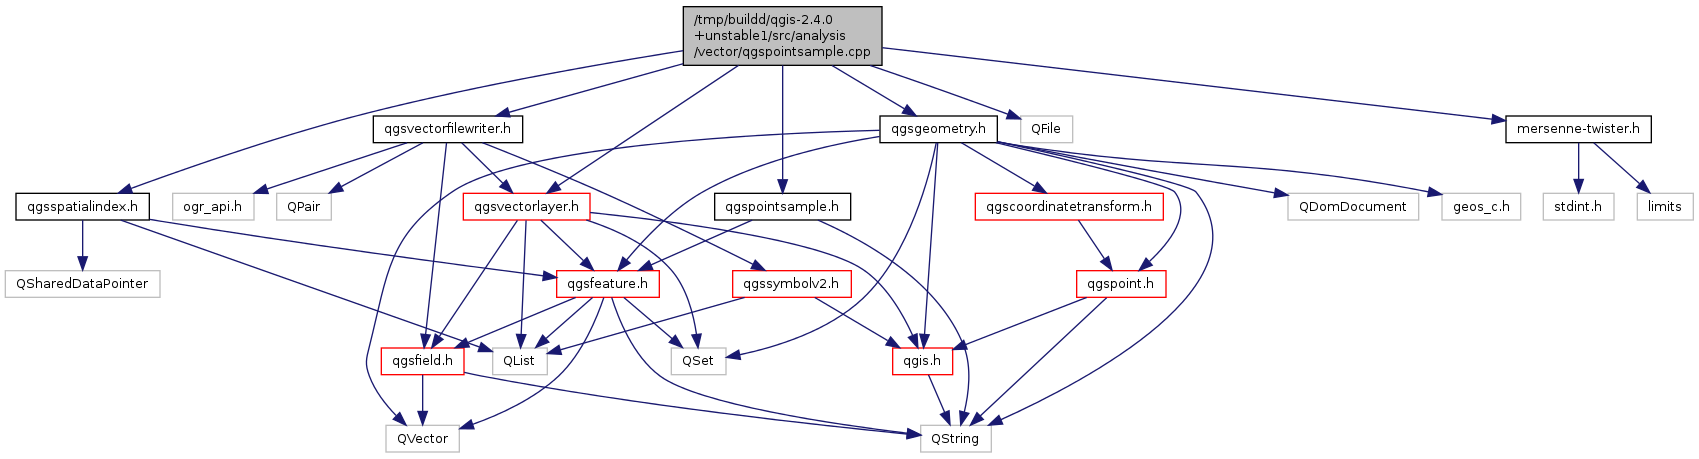 /tmp/buildd/qgis-2.4.0
+unstable1/src/analysis
/vector/qgspointsample.cpp
qgsvectorfilewriter.h
qgsgeometry.h
QFile
mersenne-twister.h
qgsspatialindex.h
ogr_api.h
QPair
qgsvectorlayer.h
qgspointsample.h
qgscoordinatetransform.h
QDomDocument
geos_c.h
stdint.h
limits
QSharedDataPointer
qgsfeature.h
qgssymbolv2.h
qgspoint.h
qgsfield.h
QList
QSet
qgis.h
QVector
QString